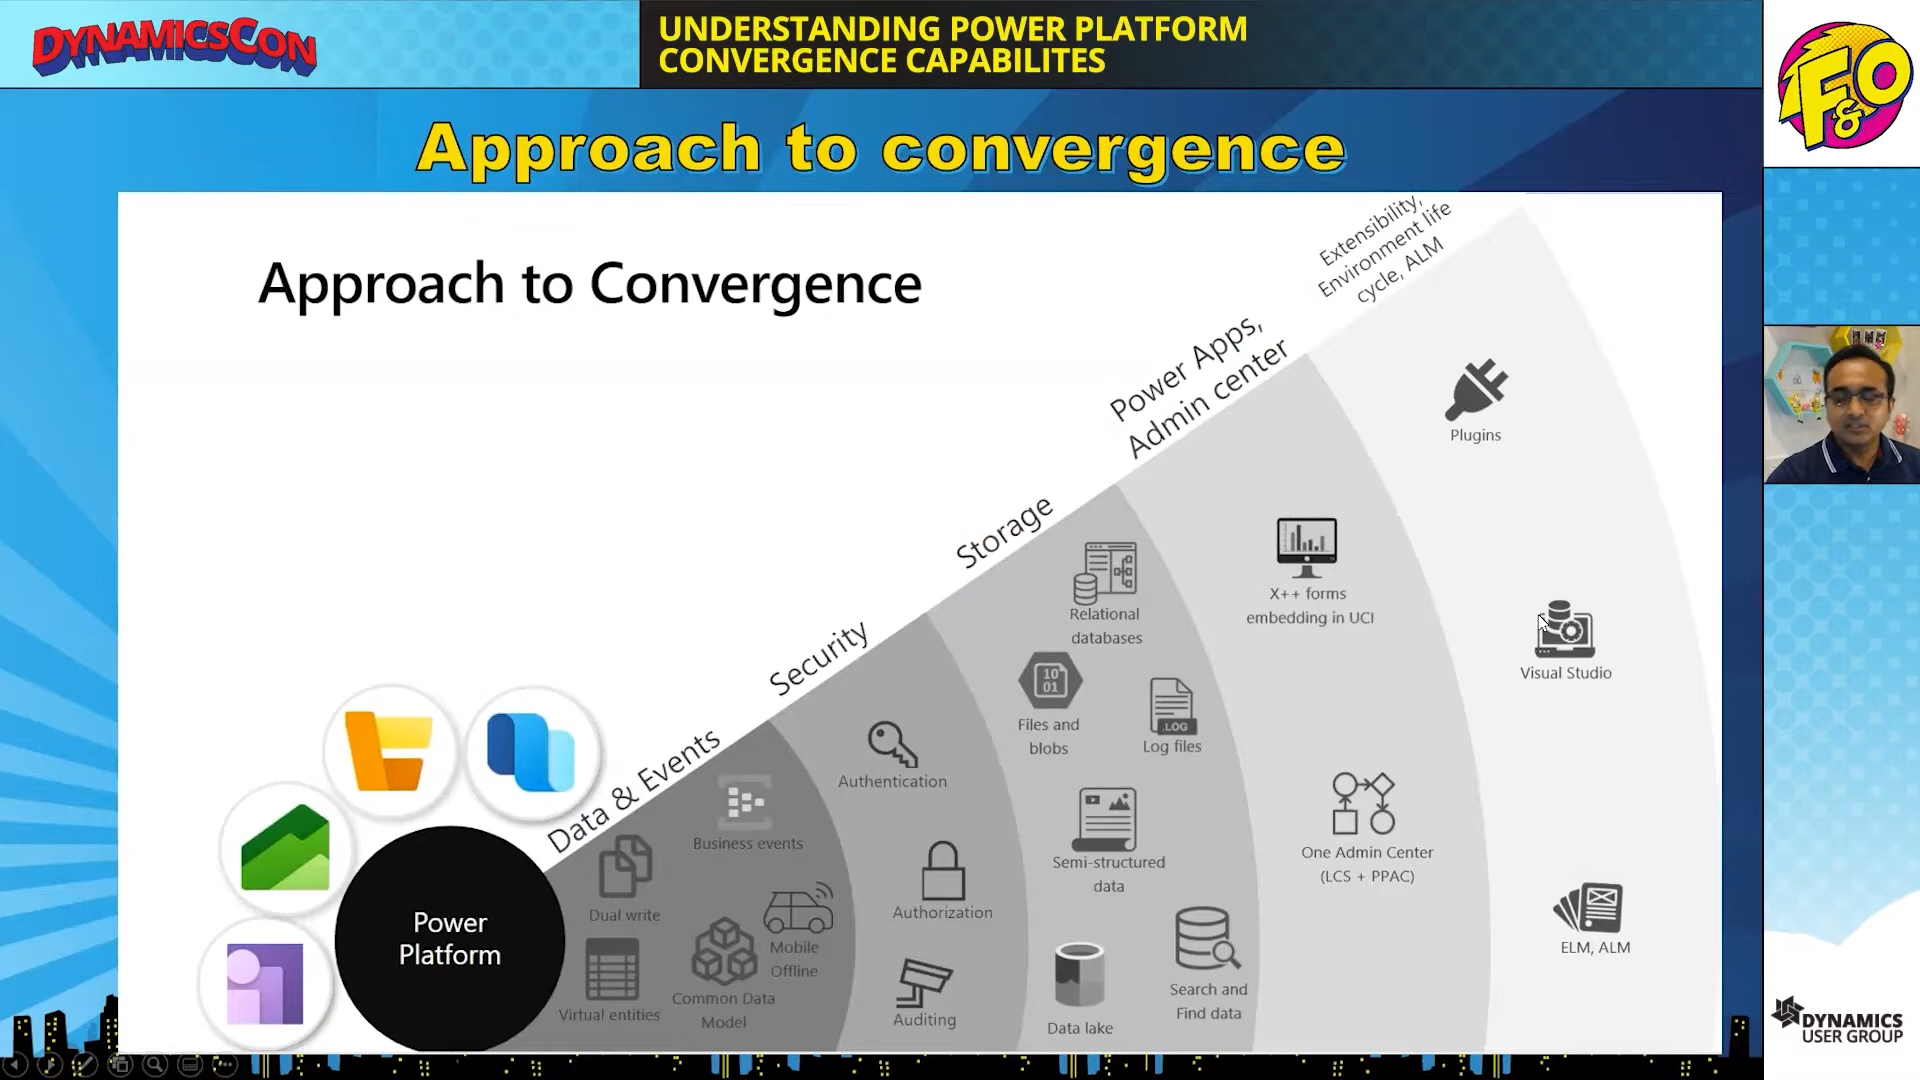 DYNAMICSCON
UNDERSTANDING POWER PLATFORM
CONVERGENCE CAPABILITES
F&O
Approach to convergence
Approach to Convergence
Extensibility,
Environment life
cycle, ALM
Power Apps,
Admin center
Storage
Security
Data & Events
Plugins
X++ forms
embedding in UCI
Visual Studio
Relational
databases
10
01
Files and
blobs
.LOG
Log files
Authentication
Business events
Semi-structured
data
One Admin Center
(LCS + PPAC)
Dual write
Authorization
Power
Platform
Mobile
Offline
ELM, ALM
Virtual entities
Common Data
Model
Auditing
Data lake
Search and
Find data
DYNAMICS
USER GROUP